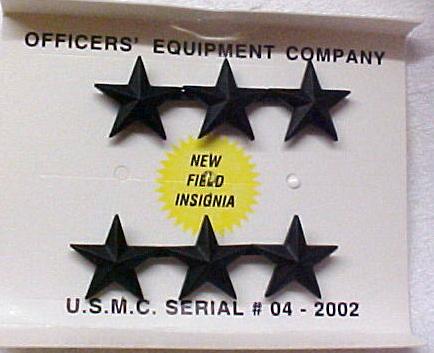 OFFICERS' EQUIPMENT COMPANY
NEW
FIELD
INSIGNIA
U.S.M.C. SERIAL # 04 - 2002